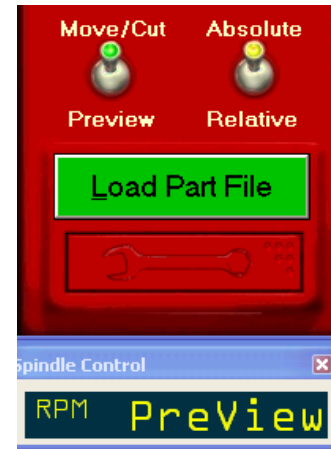 Move/Cut Absolute
Preview Relative
Load Part File
Spindle Control
RPM PreView